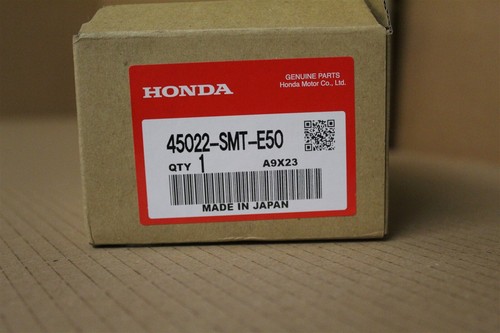 HONDA
GENUINE PARTS
Honda Motor Co., Ltd.
45022-SMT-E50
QTY 1
A9X23
MADE IN JAPAN